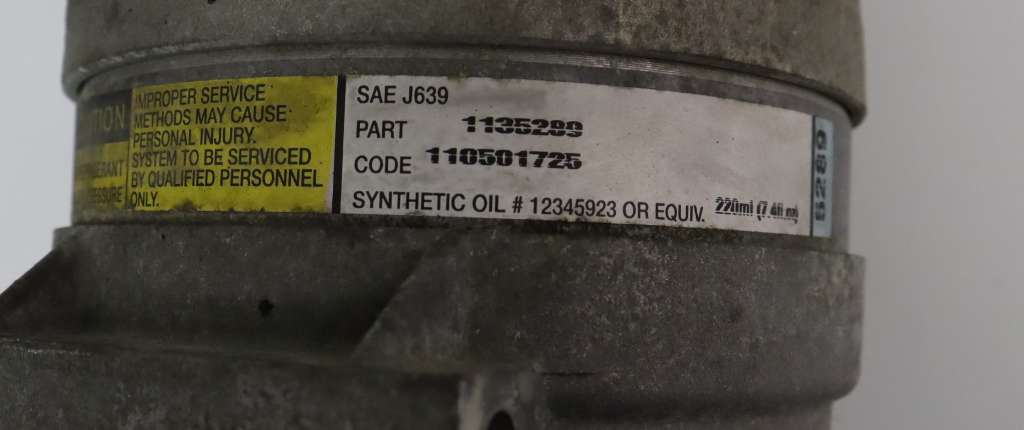 IMPROPER SERVICE
METHODS MAY CAUSE
PERSONAL INJURY.
SYSTEM TO BE SERVICED
BY QUALIFIED PERSONNEL
ONLY.
SAE J639
PART 1135289
CODE 110501725
SYNTHETIC OIL # 12345923 OR EQUIV. 220ml
5289